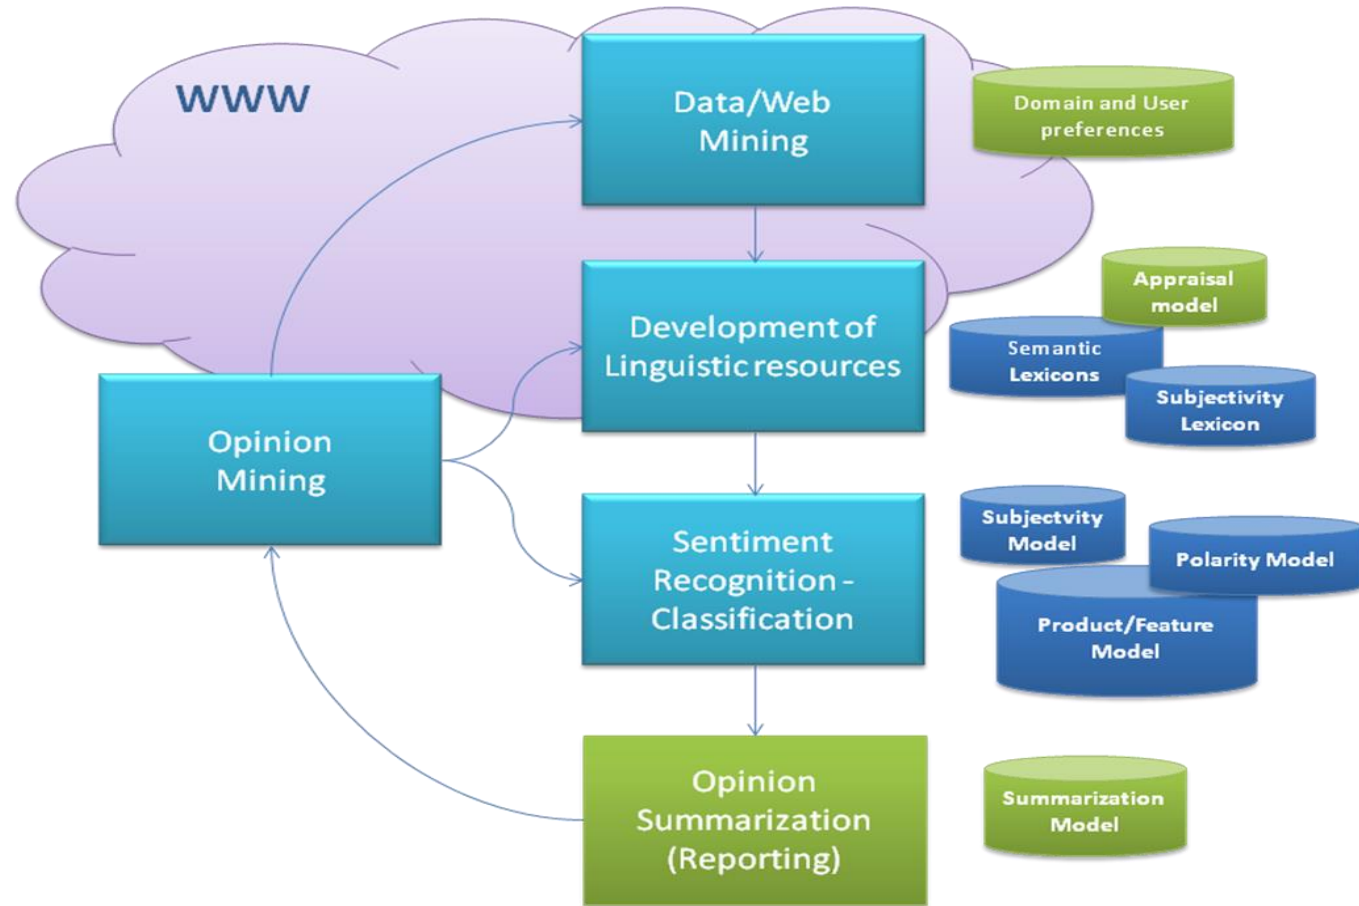 WWW
Data/Web
Mining
Domain and User
preferences
Appraisal
model
Development of
Linguistic resources
Semantic
Lexicons
Subjectivity
Lexicon
Opinion
Mining
Sentiment
Recognition -
Classification
Subjectvity
Model
Polarity Model
Product/Feature
Model
Opinion
Summarization
(Reporting)
Summarization
Model